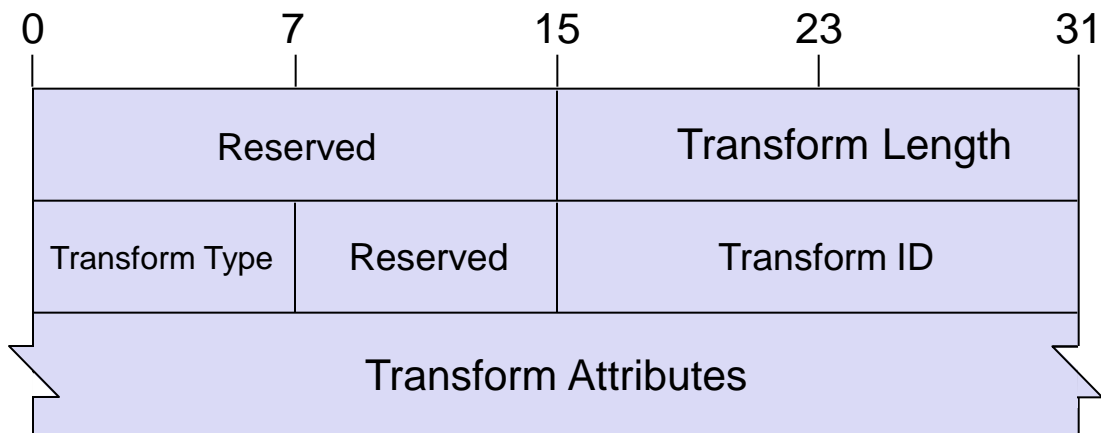 0 7 15 23 31
Reserved Transform Length
Transform Type Reserved Transform ID
Transform Attributes